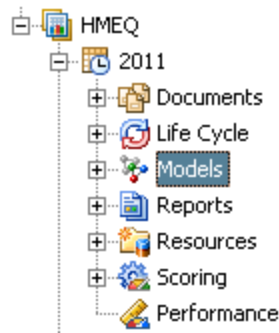 HMEQ
2011
Documents
Life Cycle
Models
Reports
Resources
Scoring
Performance